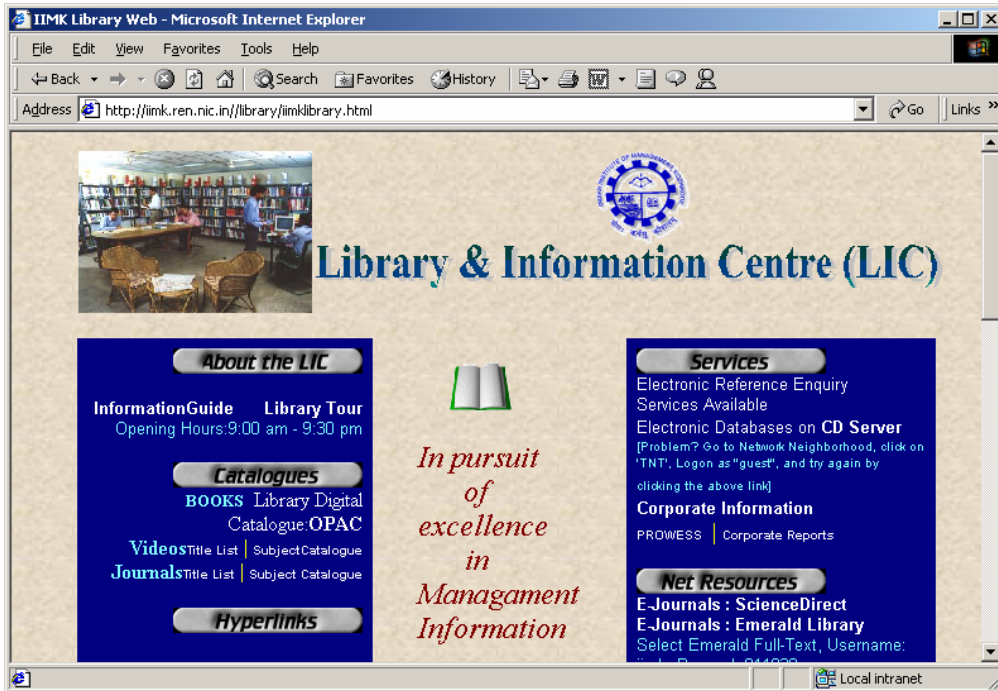 IIMK Library Web - Microsoft Internet Explorer
File Edit View Favorites Tools Help
Back Search Favorites History
Address http://iimk.ren.nic.in//library/iimklibrary.html Go Links »
Library & Information Centre (LIC)
About the LIC
InformationGuide Library Tour
Opening Hours:9:00 am - 9:30 pm
Catalogues
BOOKS Library Digital
Catalogue:OPAC
VideosTitle List | SubjectCatalogue
JournalsTitle List | Subject Catalogue
Hyperlinks
In pursuit
of
excellence
in
Managament
Information
Services
Electronic Reference Enquiry
Services Available
Electronic Databases on CD Server
[Problem? Go to Network Neighborhood, click on
'TNT', Logon as "guest", and try again by
clicking the above link]
Corporate Information
PROWESS | Corporate Reports
Net Resources
E-Journals : ScienceDirect
E-Journals : Emerald Library
Select Emerald Full-Text, Username:
Local intranet